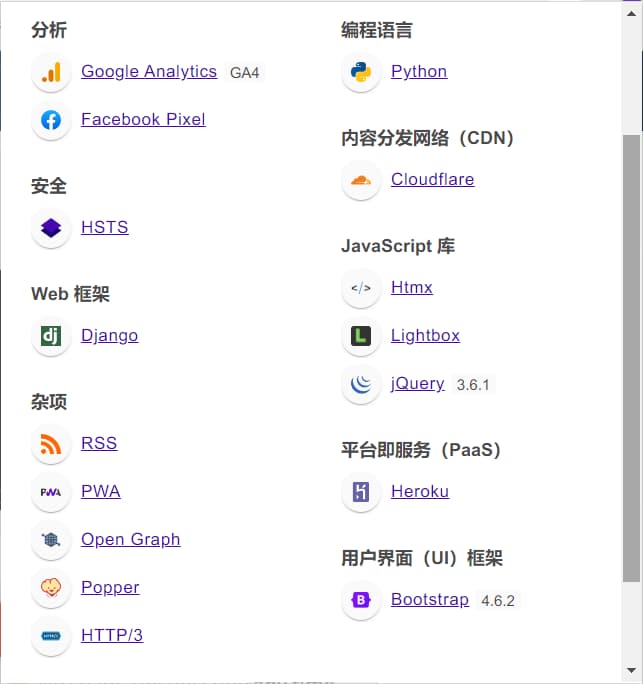 分析
Google Analytics GA4
Facebook Pixel
安全
HSTS
Web 框架
Django
杂项
RSS
PWA
Open Graph
Popper
HTTP/3
编程语言
Python
内容分发网络（CDN）
Cloudflare
JavaScript 库
Htmx
Lightbox
jQuery 3.6.1
平台即服务（PaaS）
Heroku
用户界面（UI）框架
Bootstrap 4.6.2